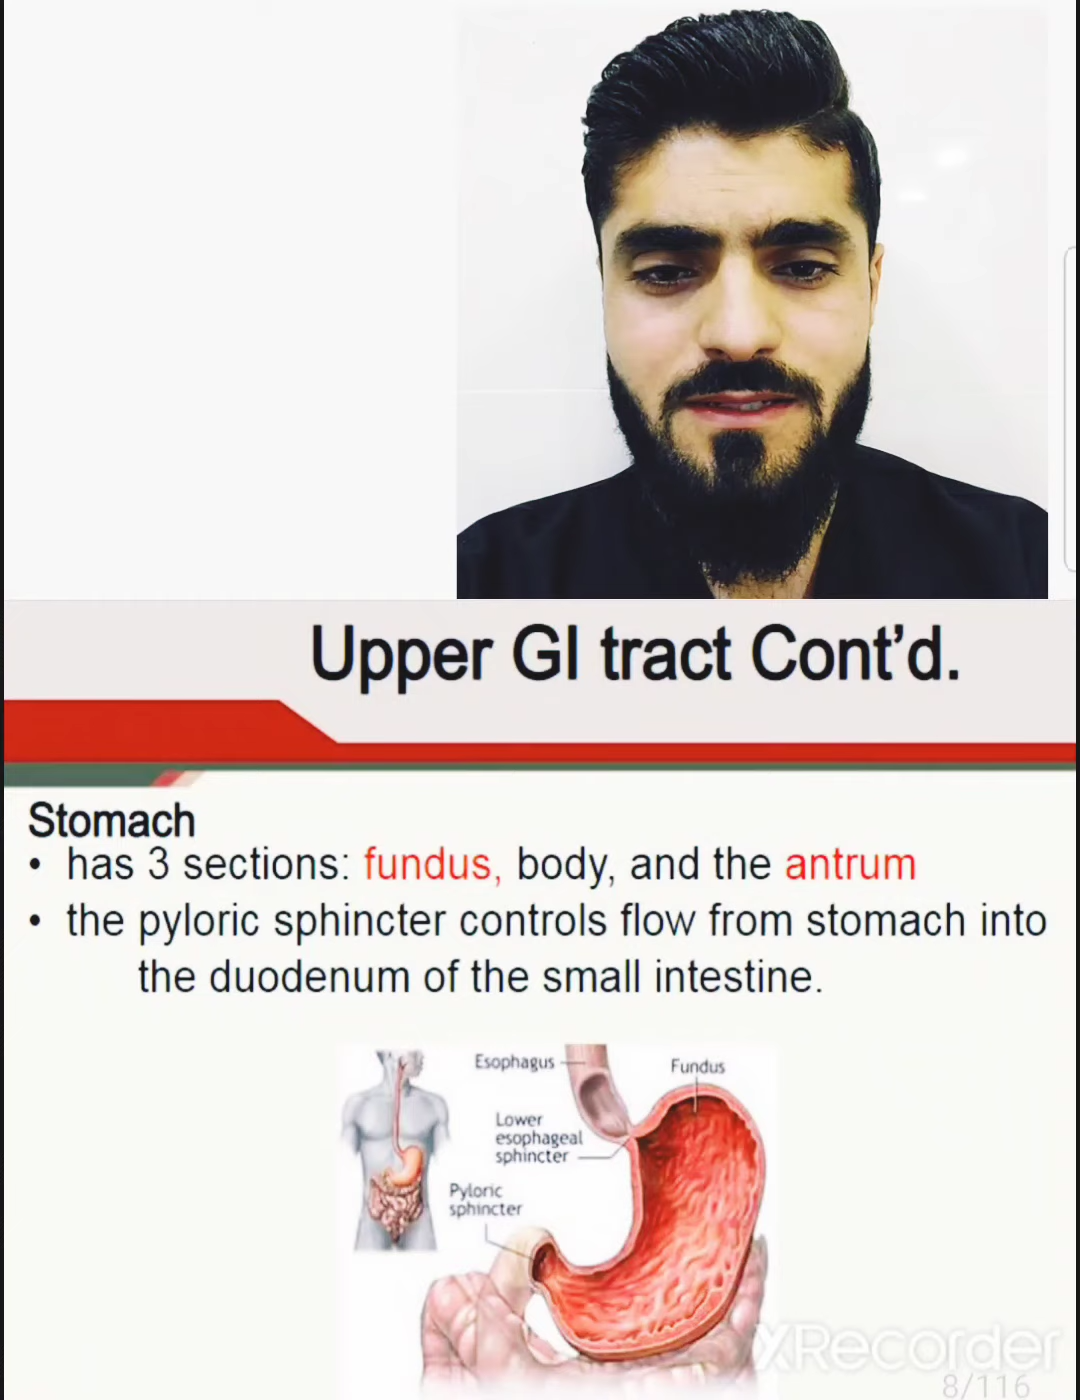 Upper GI tract Cont’d.
Stomach
• has 3 sections: fundus, body, and the antrum
• the pyloric sphincter controls flow from stomach into
the duodenum of the small intestine.
Esophagus
Fundus
Lower
esophageal
sphincter
Pyloric
sphincter
XRecorder
8/116